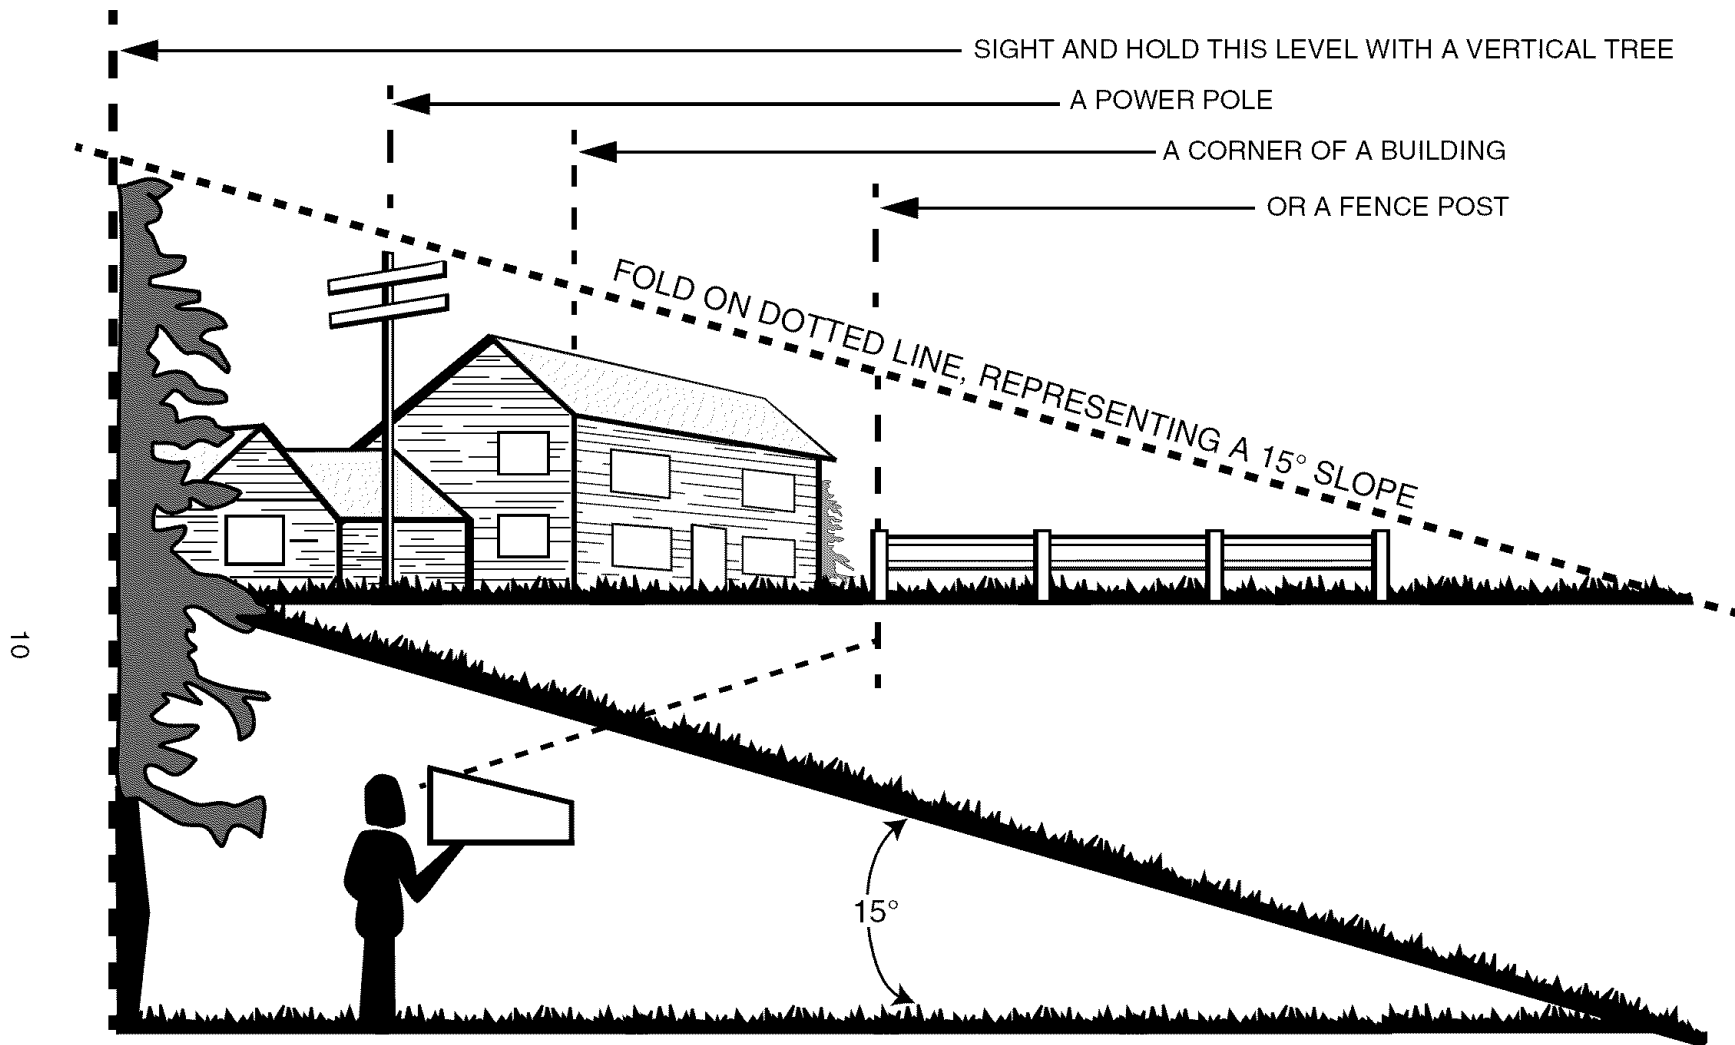 SIGHT AND HOLD THIS LEVEL WITH A VERTICAL TREE
A POWER POLE
A CORNER OF A BUILDING
OR A FENCE POST
FOLD ON DOTTED LINE, REPRESENTING A 15° SLOPE
10
15°